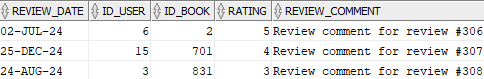 REVIEW_DATE ID_USER ID_BOOK RATING REVIEW_COMMENT
02-JUL-24 6 2 5 Review comment for review #306
25-DEC-24 15 701 4 Review comment for review #307
24-AUG-24 3 831 3 Review comment for review #308